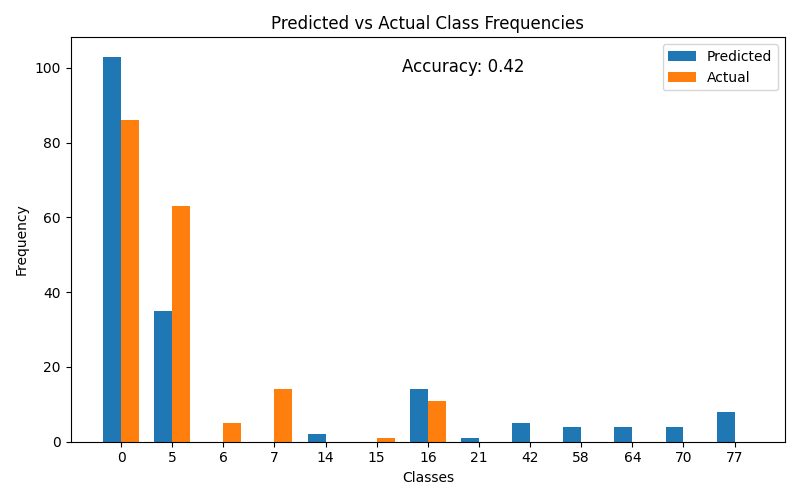 Predicted vs Actual Class Frequencies
Accuracy: 0.42
Predicted
Actual
Frequency
100
80
60
40
20
0
0 5 6 7 14 15 16 21 42 58 64 70 77
Classes